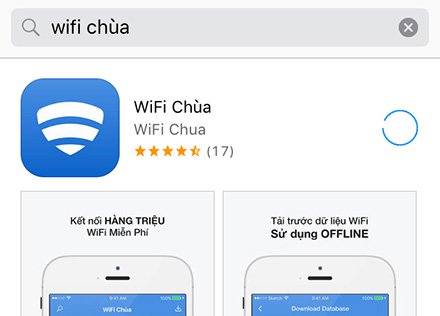 wifi chùa
WiFi Chùa
WiFi Chua
(17)
Kết nối HÀNG TRIỆU
WiFi Miễn Phí
Tải trước dữ liệu WiFi
Sử dụng OFFLINE
9:41 AM 100%
WiFi Chùa
Sketch 9:41 AM 100%
Download Database